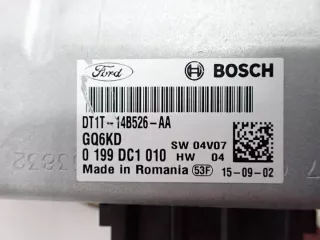 Ford
BOSCH
DT1T-14B526-AA
GQ6KD
SW 04V07
0 199 DC1 010
HW 04
Made in Romania 53F
15-09-02